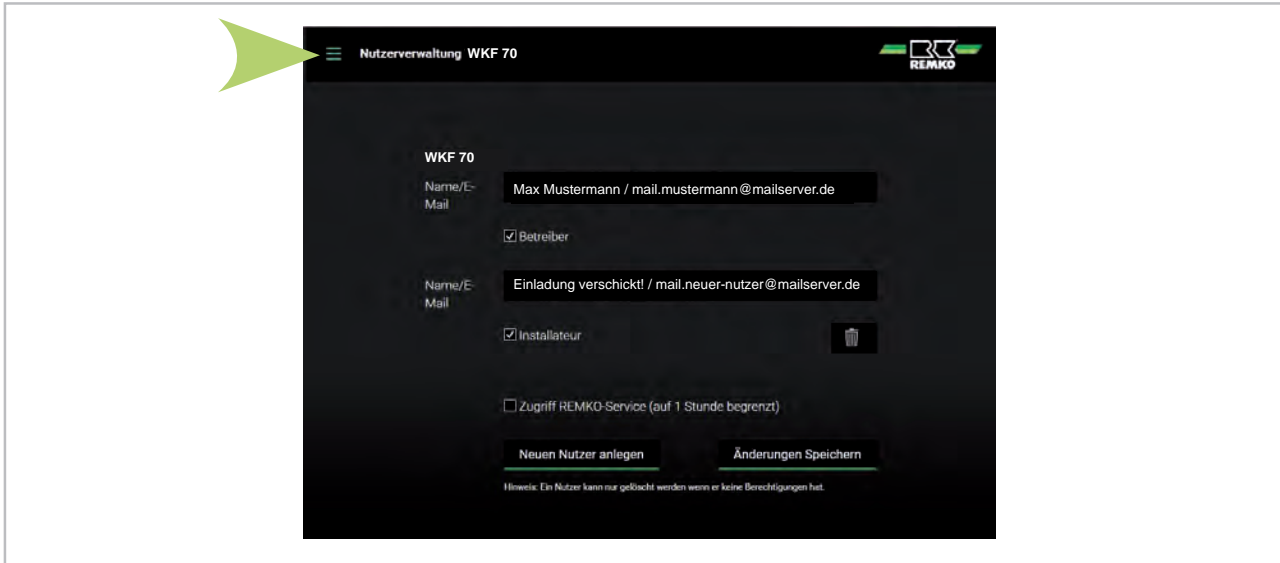 Nutzerverwaltung WKF 70
REMKO
WKF 70
Name/E-
Mail
Max Mustermann / mail.mustermann@mailserver.de
Betreiber
Name/E-
Mail
Einladung verschickt! / mail.neuer-nutzer@mailserver.de
Installateur
Zugriff REMKO-Service (auf 1 Stunde begrenzt)
Neuen Nutzer anlegen
Änderungen Speichern
Hinweis: Ein Nutzer kann nur gelöscht werden wenn er keine Berechtigungen hat.